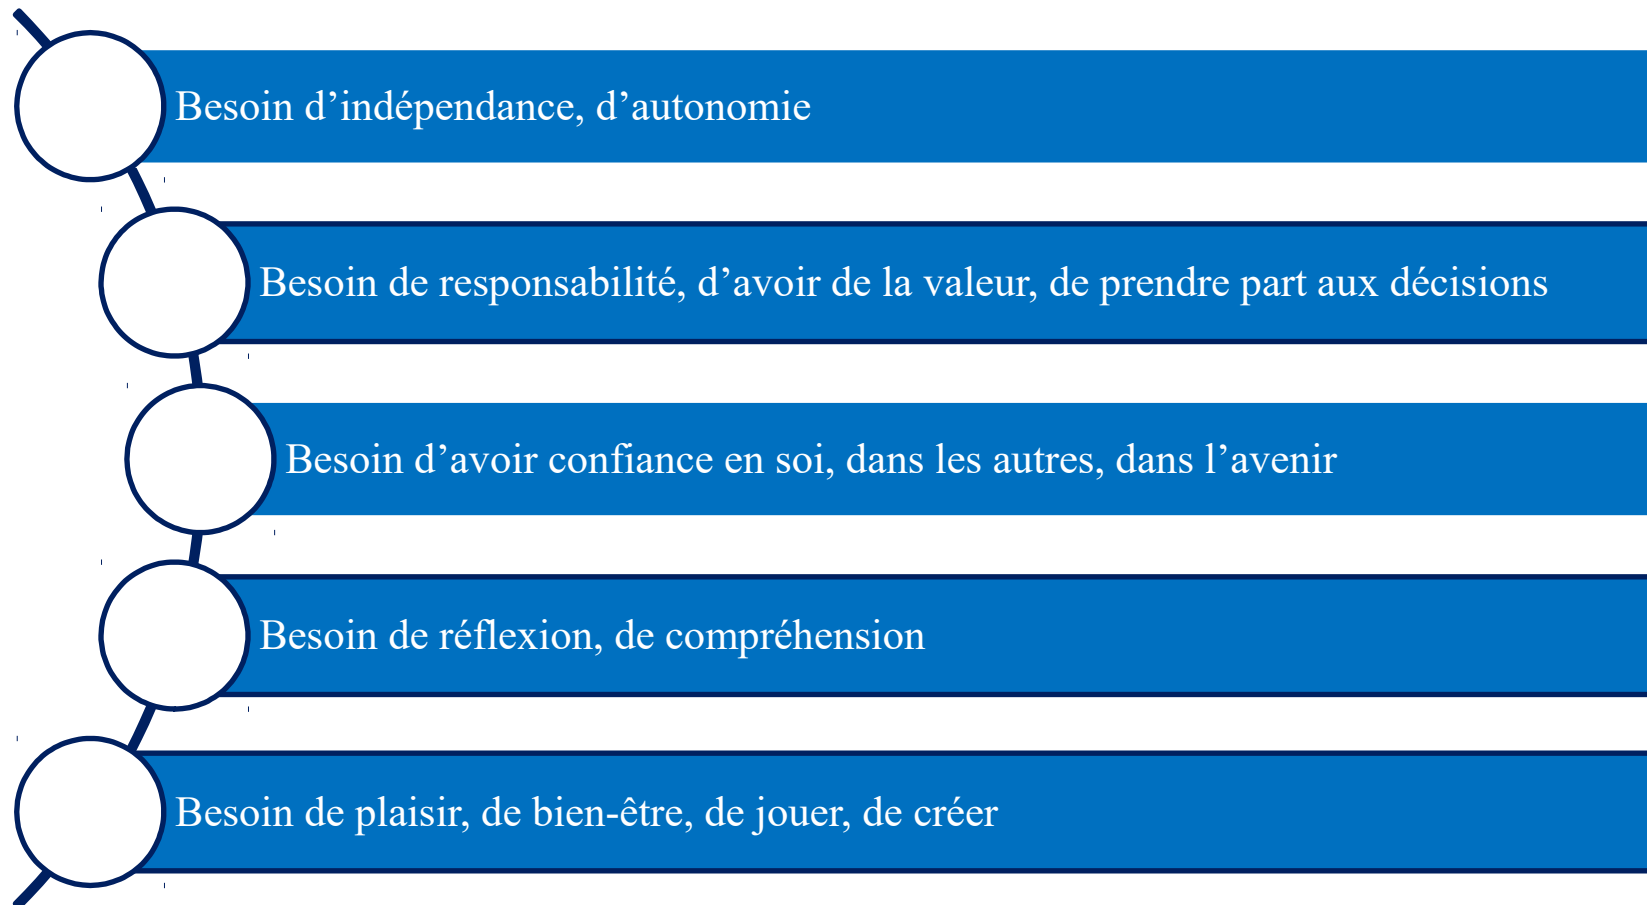 Besoin d’indépendance, d’autonomie
Besoin de responsabilité, d’avoir de la valeur, de prendre part aux décisions
Besoin d’avoir confiance en soi, dans les autres, dans l’avenir
Besoin de réflexion, de compréhension
Besoin de plaisir, de bien-être, de jouer, de créer